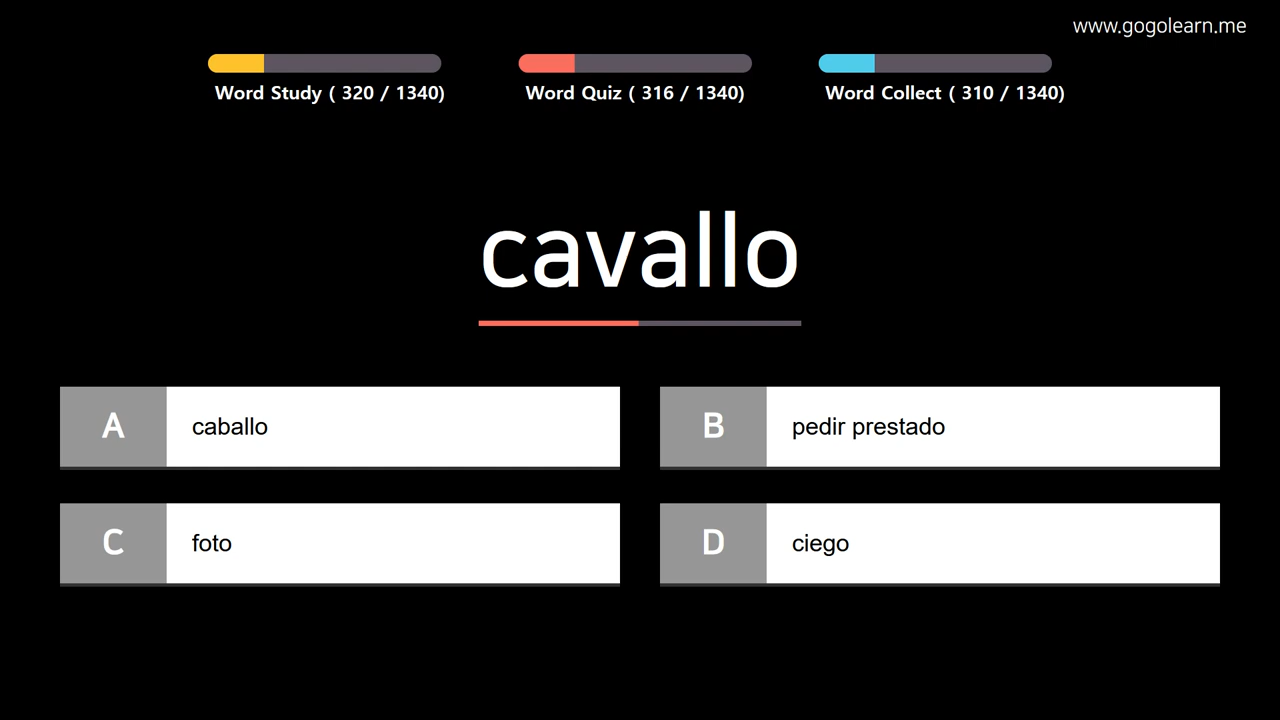 www.gogolearn.me
Word Study ( 320 / 1340)
Word Quiz ( 316 / 1340)
Word Collect ( 310 / 1340)
cavallo
A caballo
B pedir prestado
C foto
D ciego